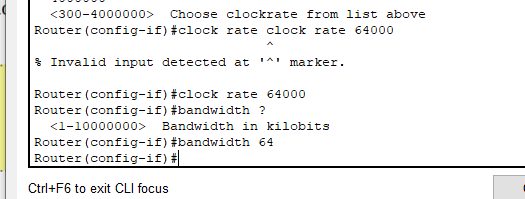 <300-4000000> Choose clockrate from list above
Router(config-if)#clock rate clock rate 64000
^
% Invalid input detected at '^' marker.
Router(config-if)#clock rate 64000
Router(config-if)#bandwidth ?
<1-10000000> Bandwidth in kilobits
Router(config-if)#bandwidth 64
Router(config-if)#
Ctrl+F6 to exit CLI focus